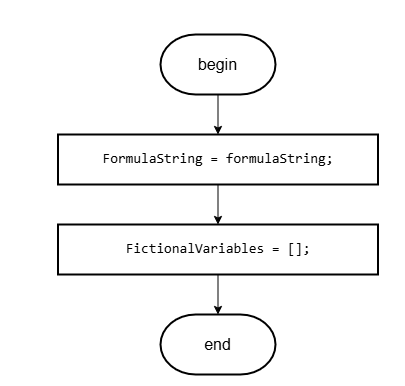 begin
FormulaString = formulaString;
FictionalVariables = [];
end